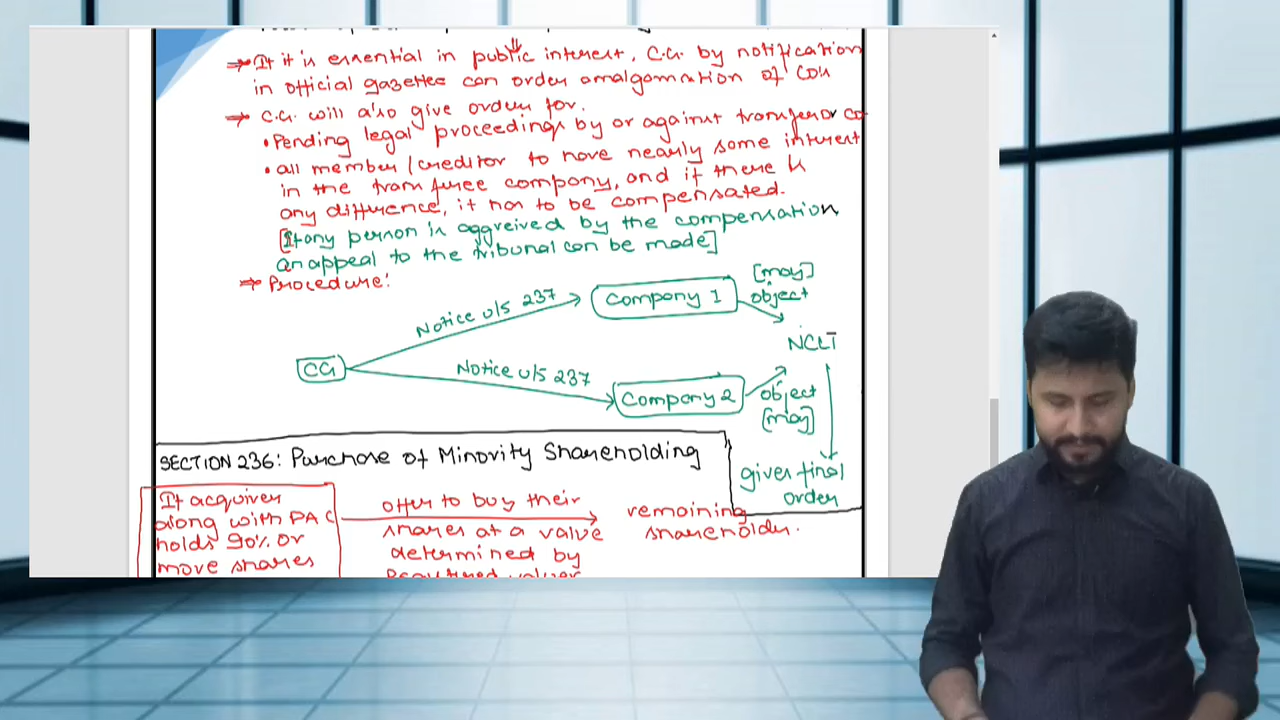 ⇒ If it is essential in public interest, C.G. by notification
in official gazettee can order amalgamation of Cos
⇒ C.G. will also give orders for.
• Pending legal proceedings by or against transferor co
• all member/creditor to have nearly same interest
in the transferee company, and if there is
any difference, it has to be compensated.
[If any person is aggreived by the compensation
an appeal to the tribunal can be made]
⇒ Procedure:
[may]
object
Notice u/s 237
Company 1
NCLT
CG
Notice u/s 237
Company 2
object
[may]
gives final
order
SECTION 236: Purchase of Minority Shareholding
If acquirer
along with PAC
holds 90% or
more shares
offer to buy their
shares at a value
determined by
remaining
shareholder.